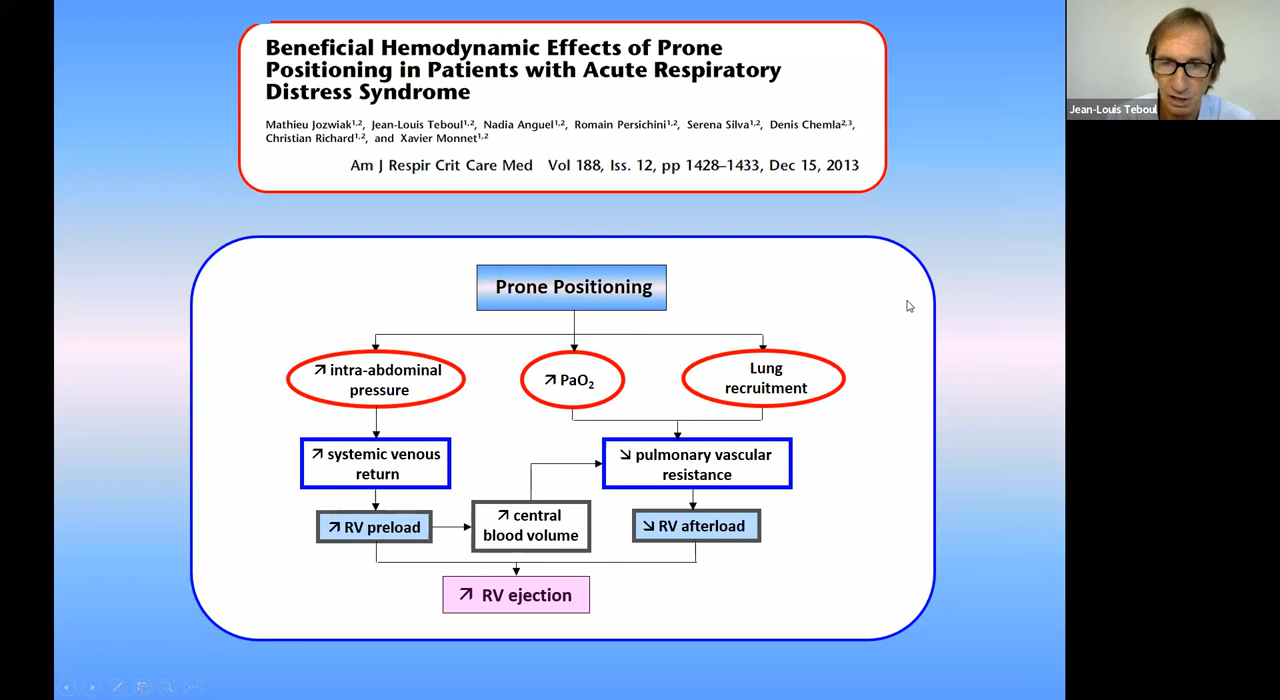 Beneficial Hemodynamic Effects of Prone
Positioning in Patients with Acute Respiratory
Distress Syndrome
Mathieu Jozwiak1,2, Jean-Louis Teboul1,2, Nadia Anguel1,2, Romain Persichini1,2, Serena Silva1,2, Denis Chemla2,3,
Christian Richard1,2, and Xavier Monnet1,2
Am J Respir Crit Care Med Vol 188, Iss. 12, pp 1428–1433, Dec 15, 2013
Jean-Louis Teboul
Prone Positioning
↗ intra-abdominal
pressure
↗ PaO2
Lung
recruitment
↗ systemic venous
return
↘ pulmonary vascular
resistance
↗ RV preload
↗ central
blood volume
↘ RV afterload
↗ RV ejection